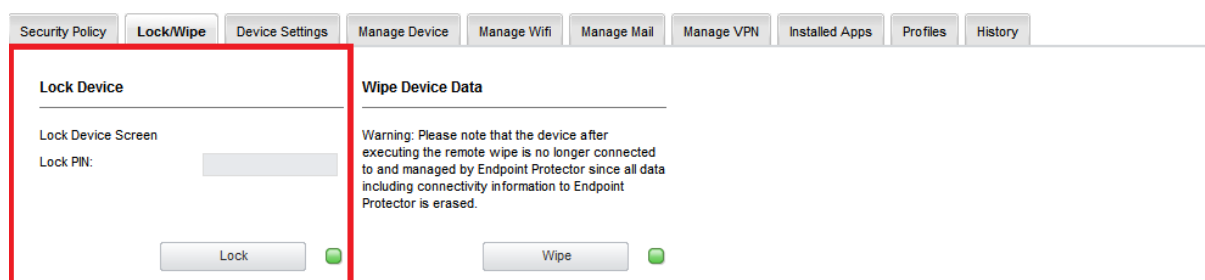 Security Policy Lock/Wipe Device Settings Manage Device Manage Wifi Manage Mail Manage VPN Installed Apps Profiles History
Lock Device
Lock Device Screen
Lock PIN:
Lock
Wipe Device Data
Warning: Please note that the device after
executing the remote wipe is no longer connected
to and managed by Endpoint Protector since all data
including connectivity information to Endpoint
Protector is erased.
Wipe